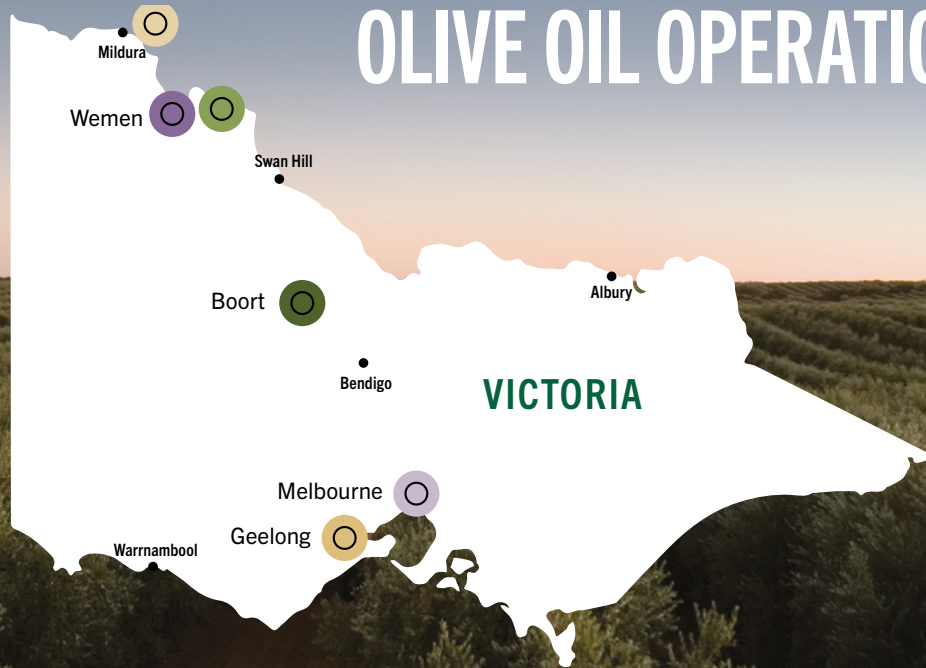 OLIVE OIL OPERATIO
Mildura
Wemen
Swan Hill
Boort
Albury
Bendigo
VICTORIA
Melbourne
Geelong
Warrnambool